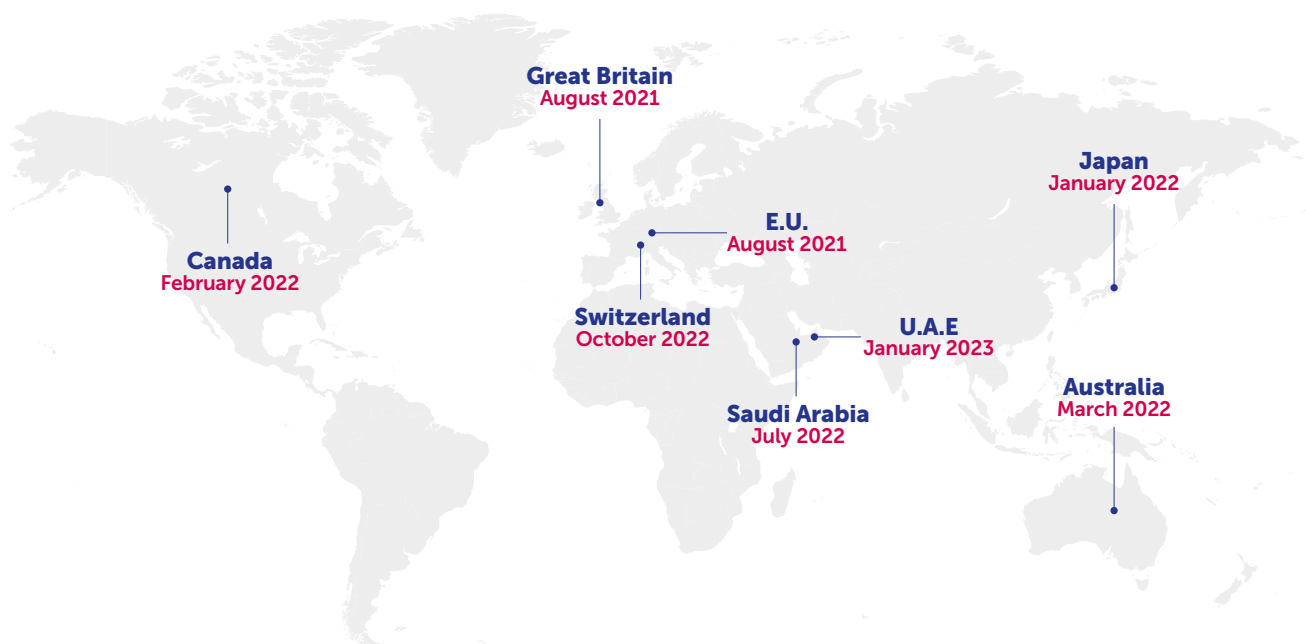 Great Britain
August 2021
Japan
January 2022
E.U.
August 2021
Canada
February 2022
Switzerland
October 2022
U.A.E
January 2023
Australia
March 2022
Saudi Arabia
July 2022